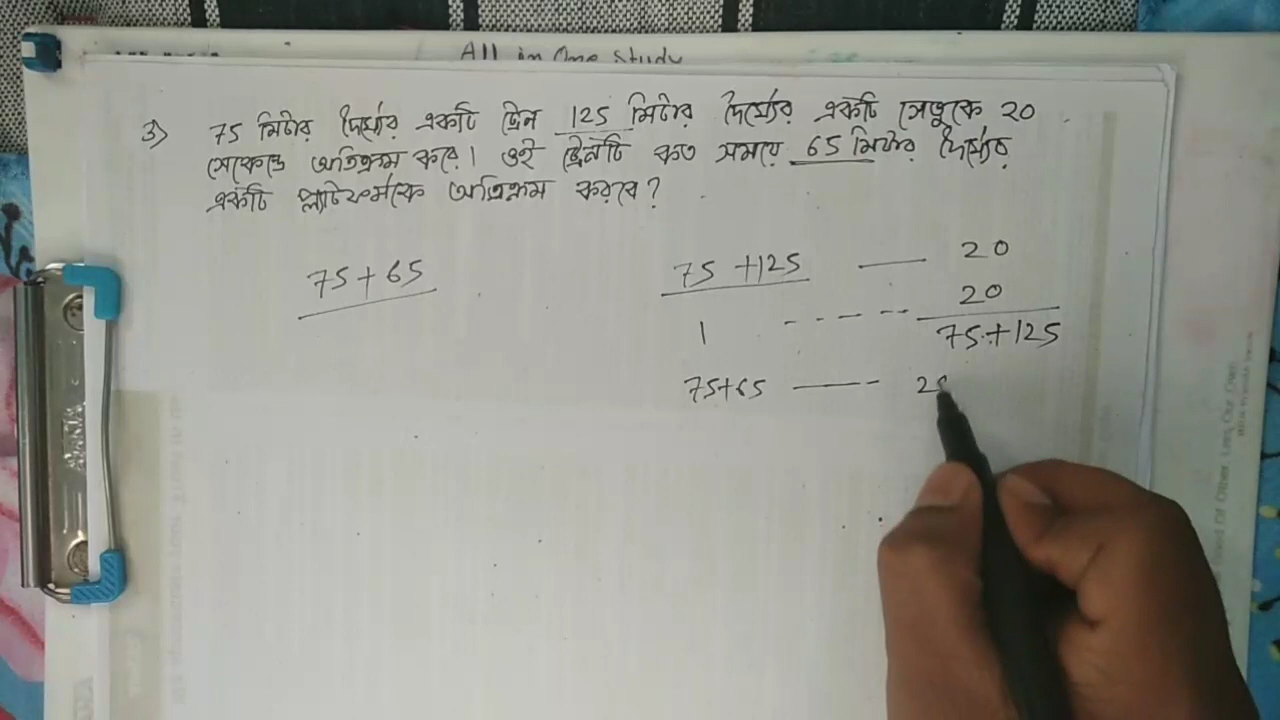 All in One Study
3) 75 মিটার দৈর্ঘ্যের একটি ট্রেন 125 মিটার দৈর্ঘ্যের একটি সেতুকে 20
সেকেন্ডে অতিক্রম করে। ওই ট্রেনটি কত সময়ে 65 মিটার দৈর্ঘ্যের
একটি প্ল্যাটফর্মকে অতিক্রম করবে?
75+65
75+125 — 20
1 ----- 20/75+125
75+65 —— 20